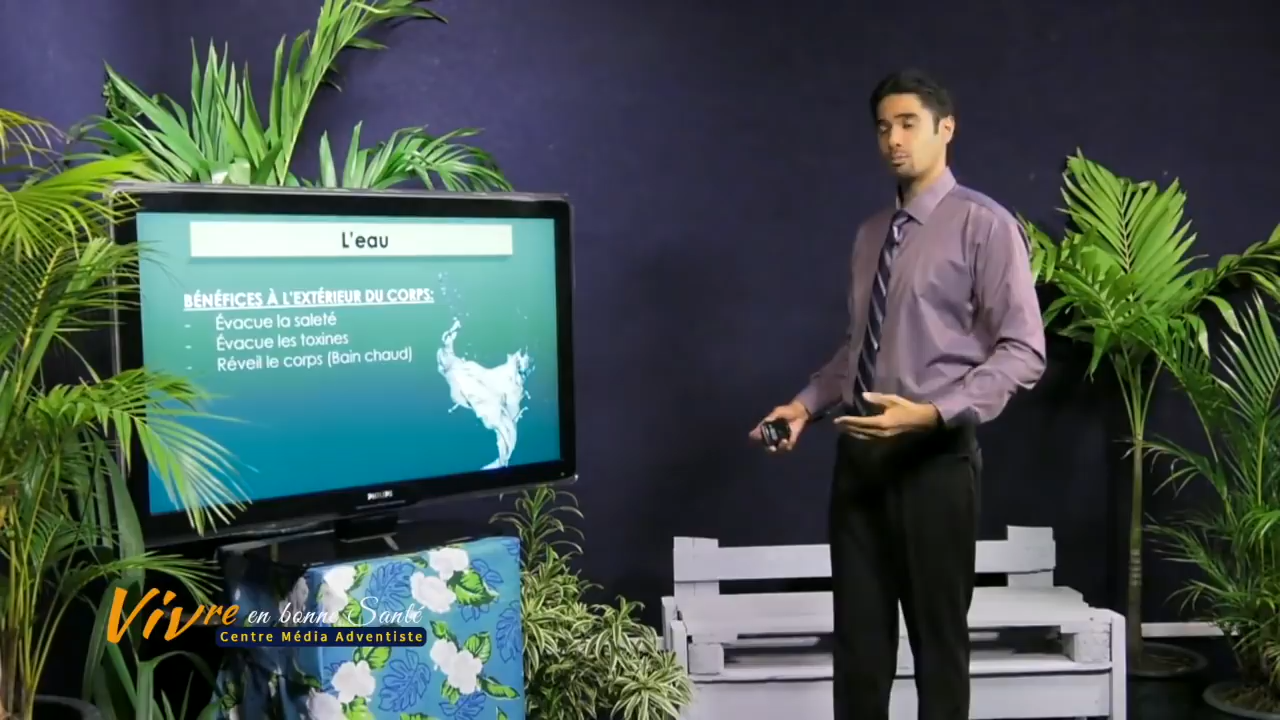 L'eau
BÉNÉFICES À L'EXTÉRIEUR DU CORPS:
- Évacue la saleté
- Évacue les toxines
- Réveil le corps (Bain chaud)
PHILIPS
Vivre en bonne Santé
Centre Média Adventiste